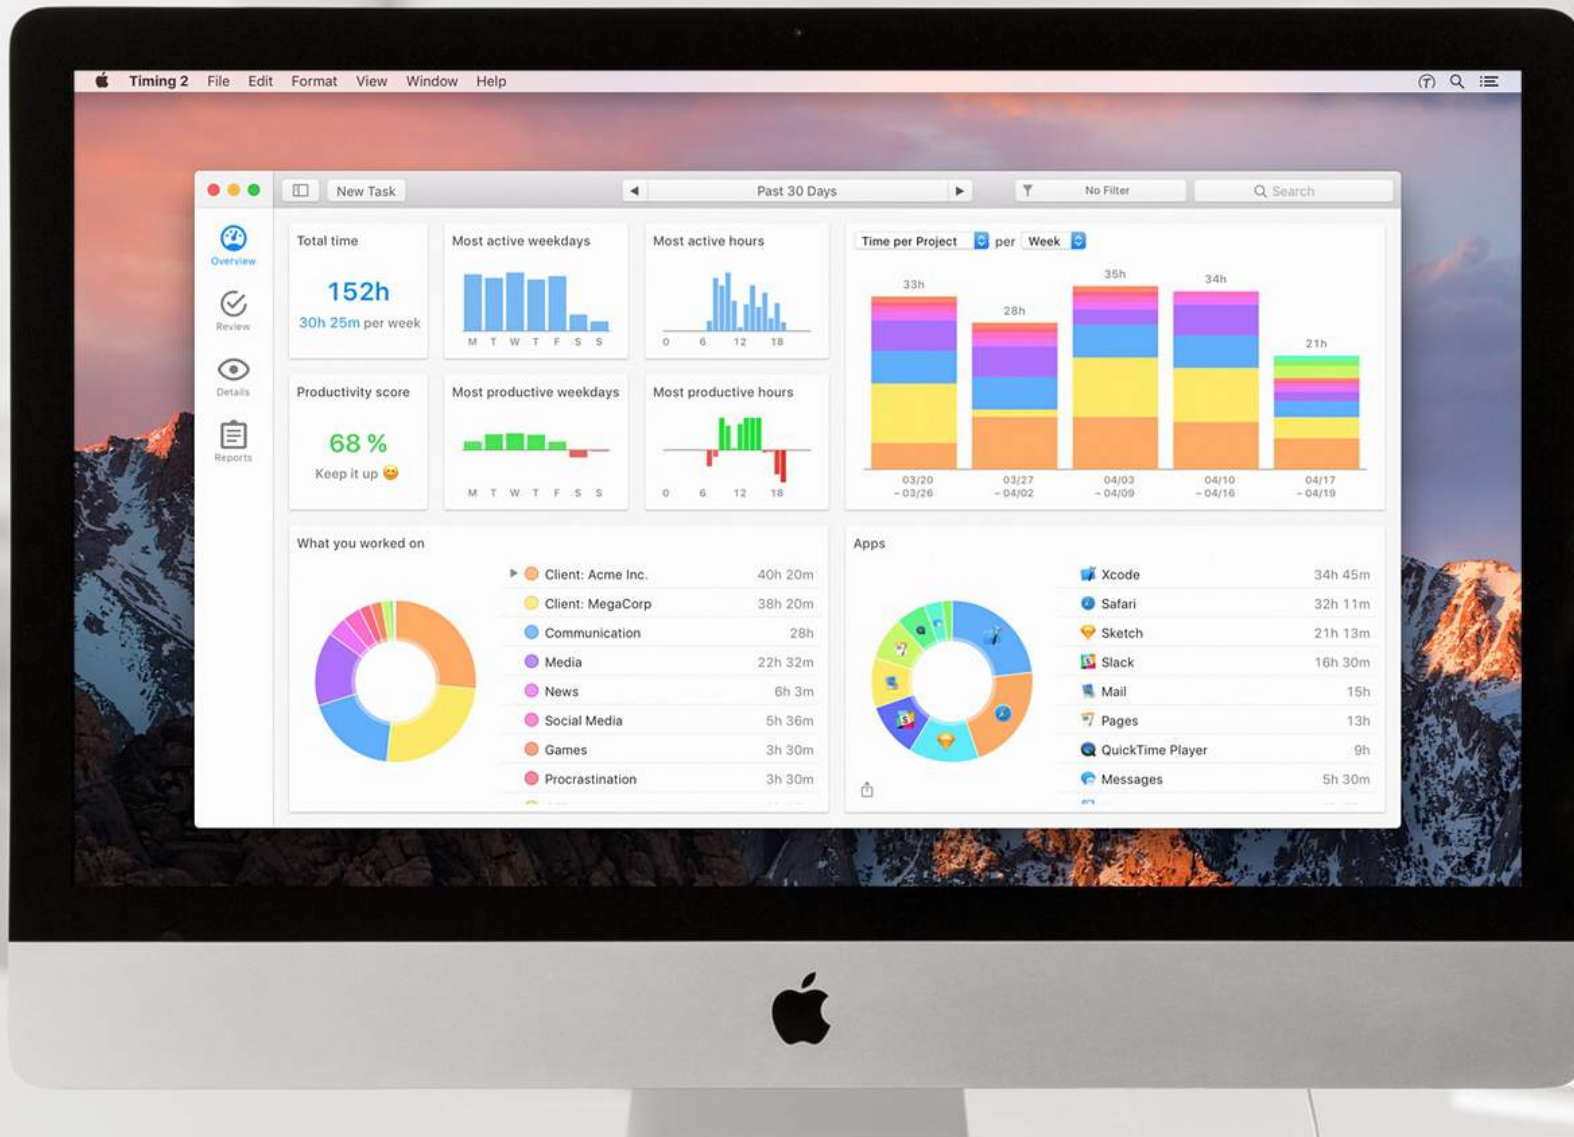 Timing 2 File Edit Format View Window Help
New Task
Past 30 Days
No Filter
Search
Overview
Review
Details
Reports
Total time
152h
30h 25m per week
Most active weekdays
M T W T F S S
Most active hours
0 6 12 18
Productivity score
68 %
Keep it up 😊
Most productive weekdays
M T W T F S S
Most productive hours
0 6 12 18
Time per Project per Week
33h 28h 35h 34h 21h
03/20 03/27 04/03 04/10 04/17
– 03/26 – 04/02 – 04/09 – 04/16 – 04/19
What you worked on
Client: Acme Inc. 40h 20m
Client: MegaCorp 38h 20m
Communication 28h
Media 22h 32m
News 6h 3m
Social Media 5h 36m
Games 3h 30m
Procrastination 3h 30m
Apps
Xcode 34h 45m
Safari 32h 11m
Sketch 21h 13m
Slack 16h 30m
Mail 15h
Pages 13h
QuickTime Player 9h
Messages 5h 30m